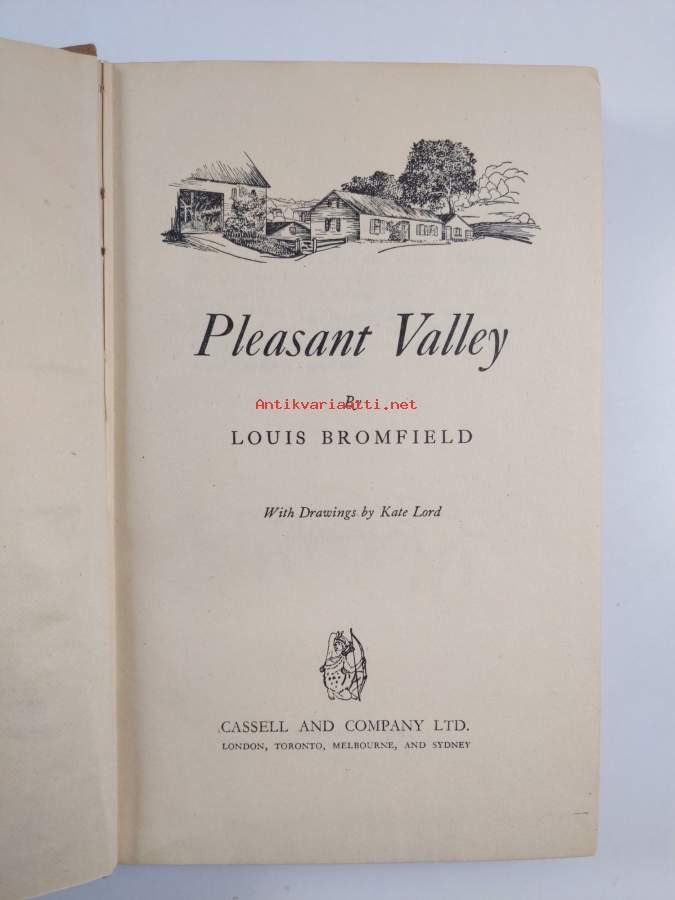 Pleasant Valley
By
Antikvariaatti.net
LOUIS BROMFIELD
With Drawings by Kate Lord
CASSELL AND COMPANY LTD.
LONDON, TORONTO, MELBOURNE, AND SYDNEY